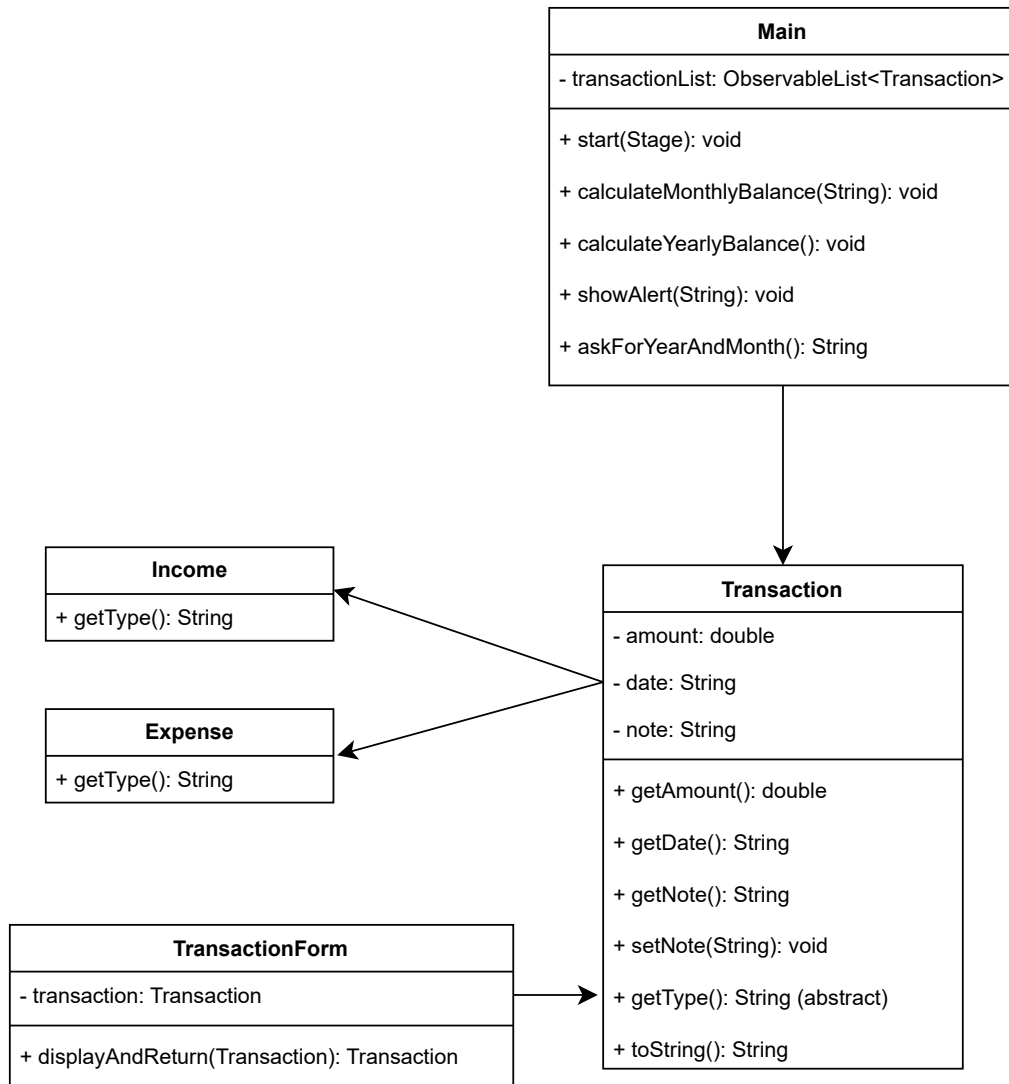 Main
- transactionList: ObservableList<Transaction>
+ start(Stage): void
+ calculateMonthlyBalance(String): void
+ calculateYearlyBalance(): void
+ showAlert(String): void
+ askForYearAndMonth(): String
Income
+ getType(): String
Expense
+ getType(): String
Transaction
- amount: double
- date: String
- note: String
+ getAmount(): double
+ getDate(): String
+ getNote(): String
+ setNote(String): void
+ getType(): String (abstract)
+ toString(): String
TransactionForm
- transaction: Transaction
+ displayAndReturn(Transaction): Transaction